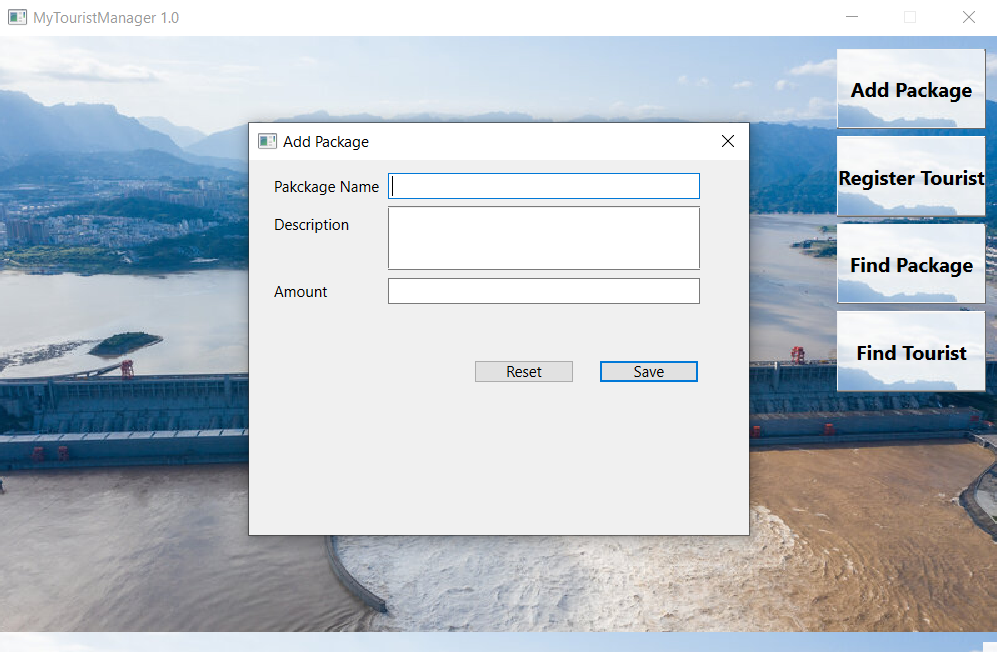 MyTouristManager 1.0
Add Package
Register Tourist
Find Package
Find Tourist
Add Package
Pakckage Name
Description
Amount
Reset
Save